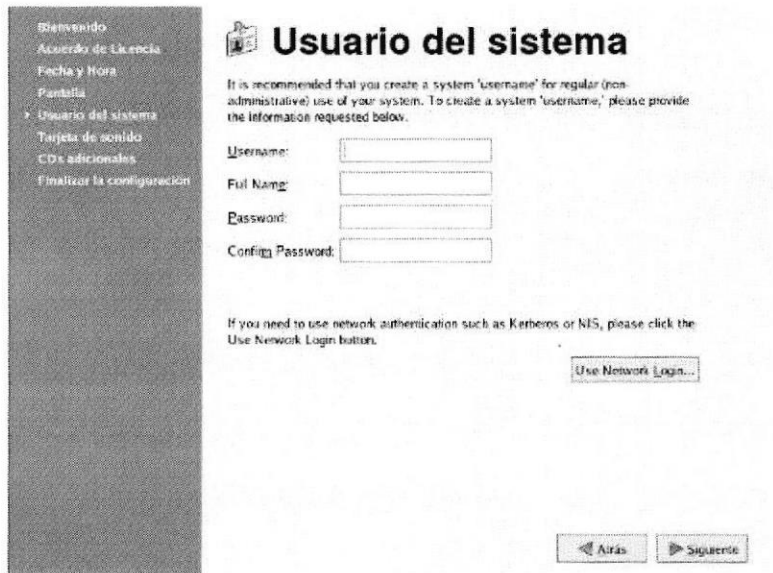 Bienvenido
Acuerdo de Licencia
Fecha y Hora
Pantalla
Usuario del sistema
Tarjeta de sonido
CDs adicionales
Finalizar la configuración
Usuario del sistema
It is recommended that you create a system 'username' for regular (non-
administrative) use of your system. To create a system 'username,' please provide
the information requested below.
Username:
Full Name:
Password:
Confirm Password:
If you need to use network authentication such as Kerberos or NIS, please click the
Use Network Login button.
Use Network Login...
Atrás
Siguiente